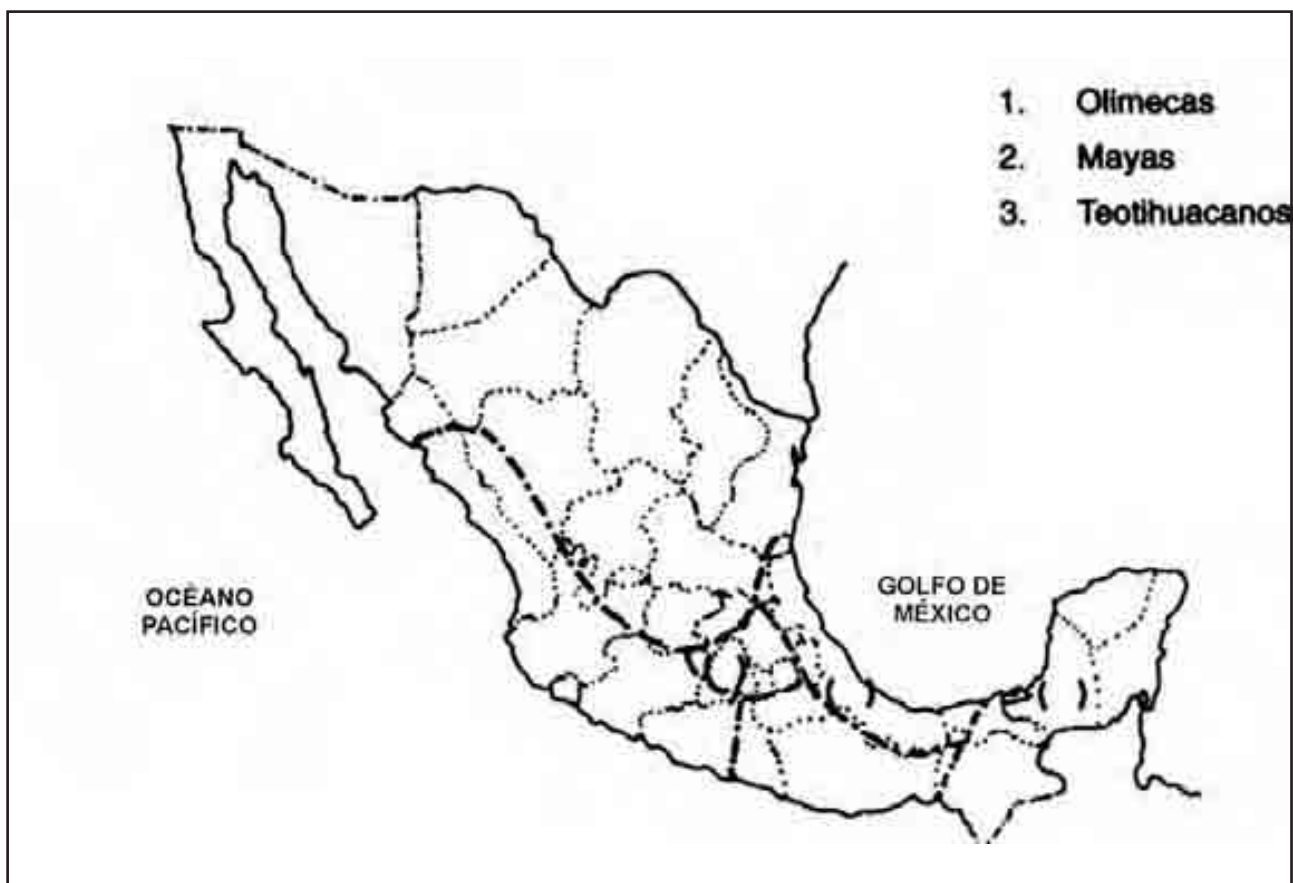 1. Olimecas
2. Mayas
3. Teotihuacanos
OCÉANO
PACÍFICO
GOLFO DE
MÉXICO